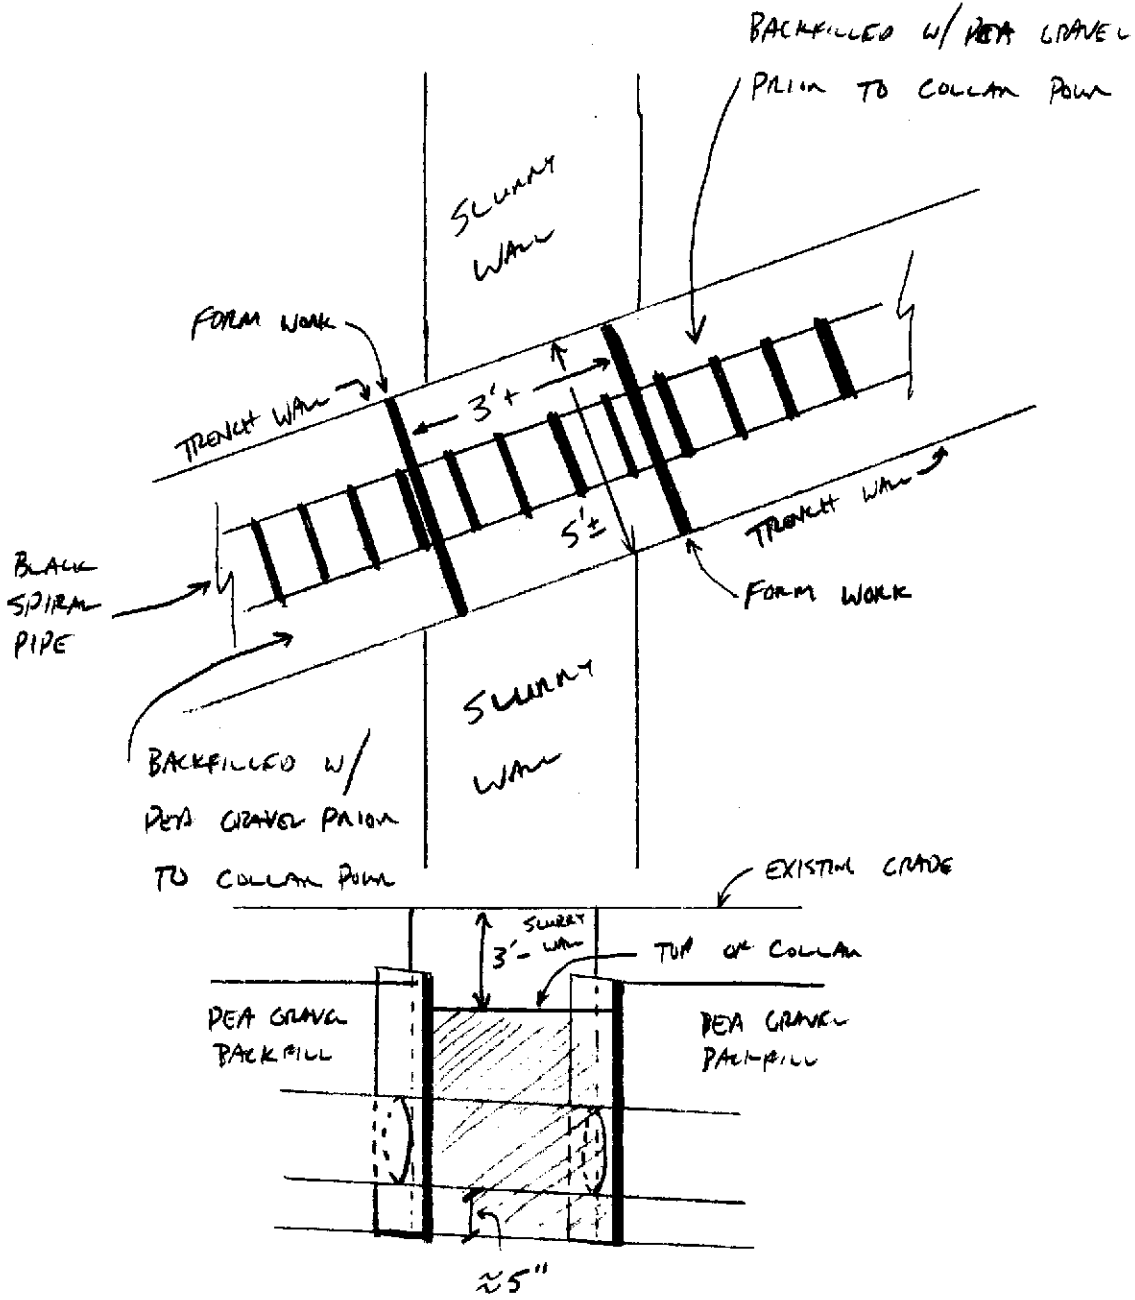 BACKFILLED W/ PEA GRAVEL
PRIOR TO COLLAR POUR
SLURRY
WALL
FORM WORK
TRENCH WALL
3'+
5'±
TRENCH WALL
FORM WORK
BLACK
SPIRAL
PIPE
SLURRY
WALL
BACKFILLED W/
PEA GRAVEL PRIOR
TO COLLAR POUR
EXISTING GRADE
SLURRY
WALL
3'-
TOP OF COLLAR
PEA GRAVEL
BACKFILL
PEA GRAVEL
BACKFILL
≈5"